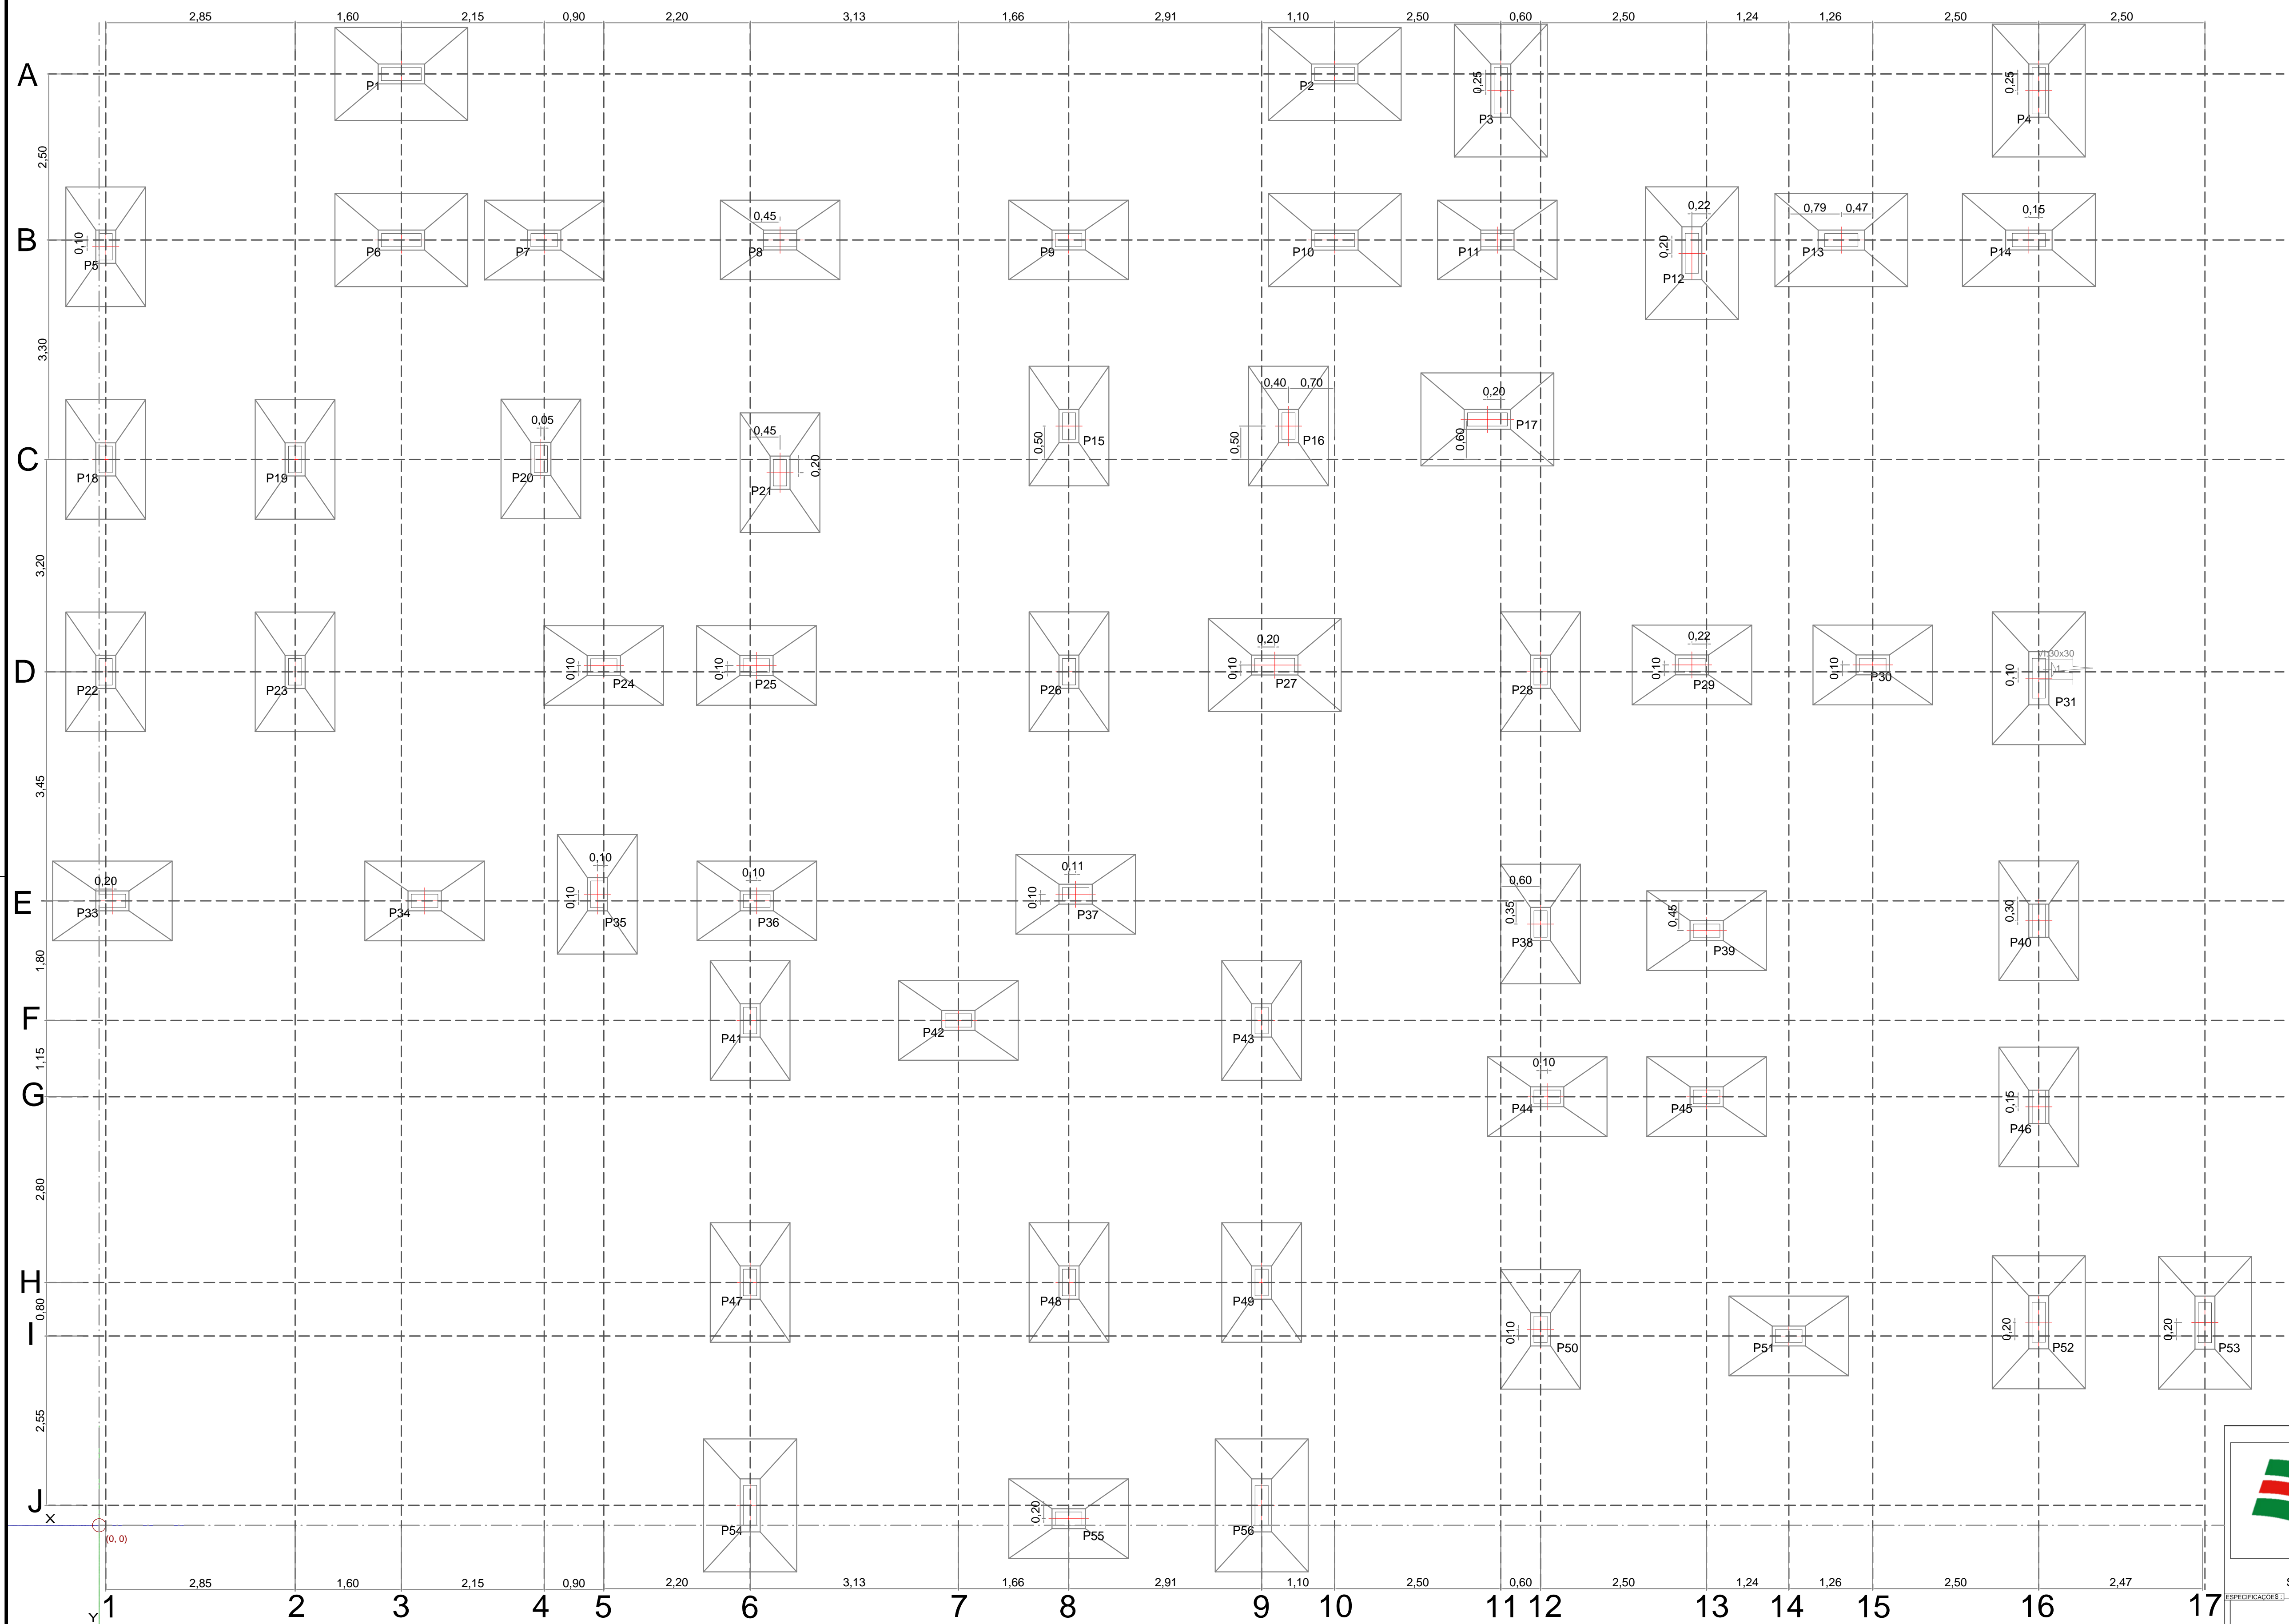 2,85 1,60 2,15 0,90 2,20 3,13 1,66 2,91 1,10 2,50 0,60 2,50 1,24 1,26 2,50 2,50
A
P1 P2 0,25 P3 0,25 P4
2,50
B
0,10 P5 P6 P7 0,45 P8 P9 P10 P11 0,22 0,20 P12 0,79 0,47 P13 0,15 P14
3,30
C
P18 P19 0,05 P20 0,45 0,20 P21 0,50 P15 0,40 0,70 0,50 P16 0,20 0,60 P17
3,20
D
P22 P23 0,10 P24 0,10 P25 P26 0,20 0,10 P27 P28 0,22 0,10 P29 0,10 P30 0,10 P31
3,45
E
0,20 P33 P34 0,10 0,10 P35 0,10 P36 0,11 0,10 P37 0,60 0,35 P38 0,45 P39 0,30 P40
1,80
F
P41 P42 P43
1,15
G
0,10 P44 P45 0,15 P46
2,80
H
P47 P48 P49
0,80
I
0,10 P50 P51 0,20 P52 0,20 P53
2,55
J
P54 0,20 P55 P56
X
(0, 0)
2,85 1,60 2,15 0,90 2,20 3,13 1,66 2,91 1,10 2,50 0,60 2,50 1,24 1,26 2,50 2,47
Y
1 2 3 4 5 6 7 8 9 10 11 12 13 14 15 16 17
ESPECIFICAÇÕES :